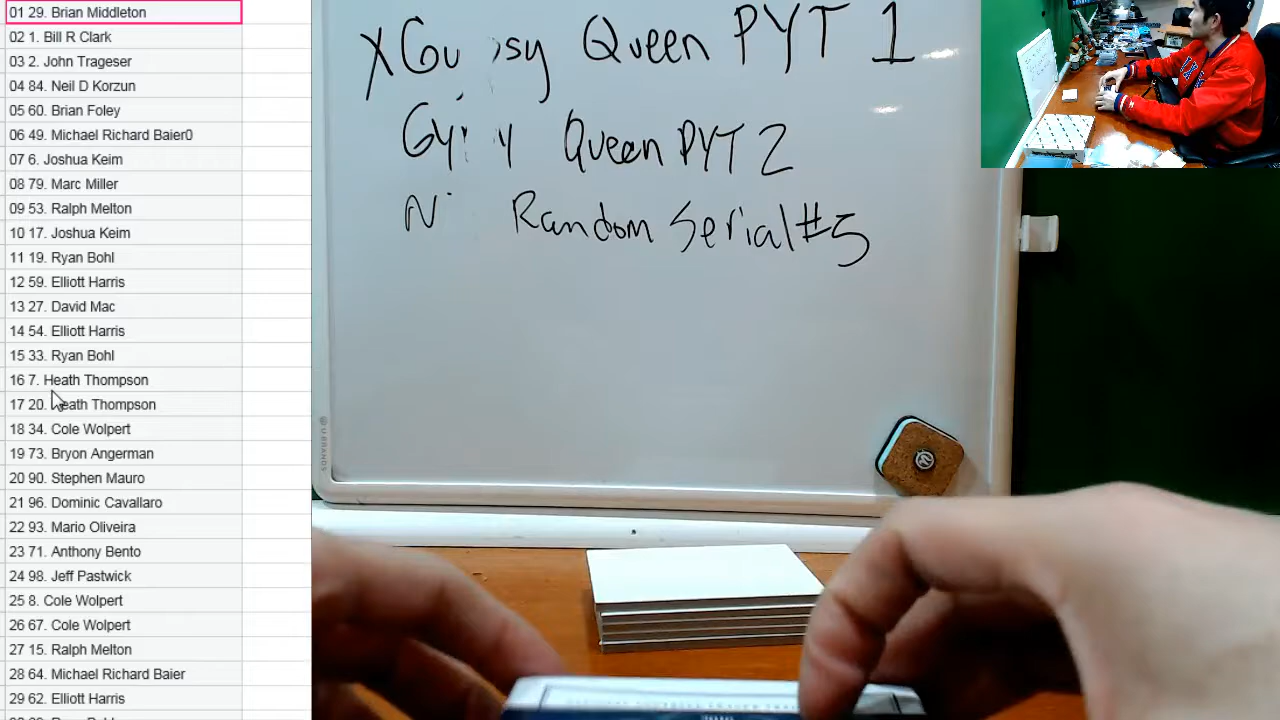 01 29. Brian Middleton
02 1. Bill R Clark
03 2. John Trageser
04 84. Neil D Korzun
05 60. Brian Foley
06 49. Michael Richard Baier0
07 6. Joshua Keim
08 79. Marc Miller
09 53. Ralph Melton
10 17. Joshua Keim
11 19. Ryan Bohl
12 59. Elliott Harris
13 27. David Mac
14 54. Elliott Harris
15 33. Ryan Bohl
16 7. Heath Thompson
17 20. Heath Thompson
18 34. Cole Wolpert
19 73. Bryon Angerman
20 90. Stephen Mauro
21 96. Dominic Cavallaro
22 93. Mario Oliveira
23 71. Anthony Bento
24 98. Jeff Pastwick
25 8. Cole Wolpert
26 67. Cole Wolpert
27 15. Ralph Melton
28 64. Michael Richard Baier
29 62. Elliott Harris
X Queen PYT 1
Queen PYT 2
Random Serial #5
U BRANDS